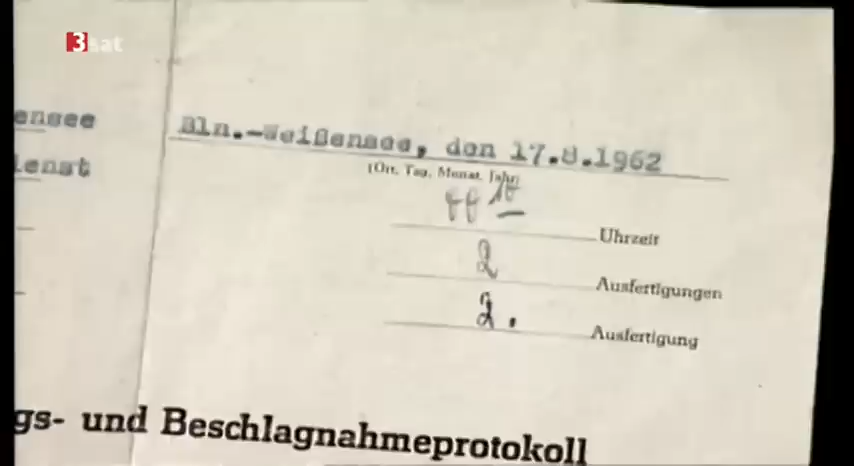 3sat
ensee
Bln.-Weißensee, den 17.8.1962
ienst
(Ort, Tag, Monat, Jahr)
Uhrzeit
2 Ausfertigungen
2. Ausfertigung
gs- und Beschlagnahmeprotokoll